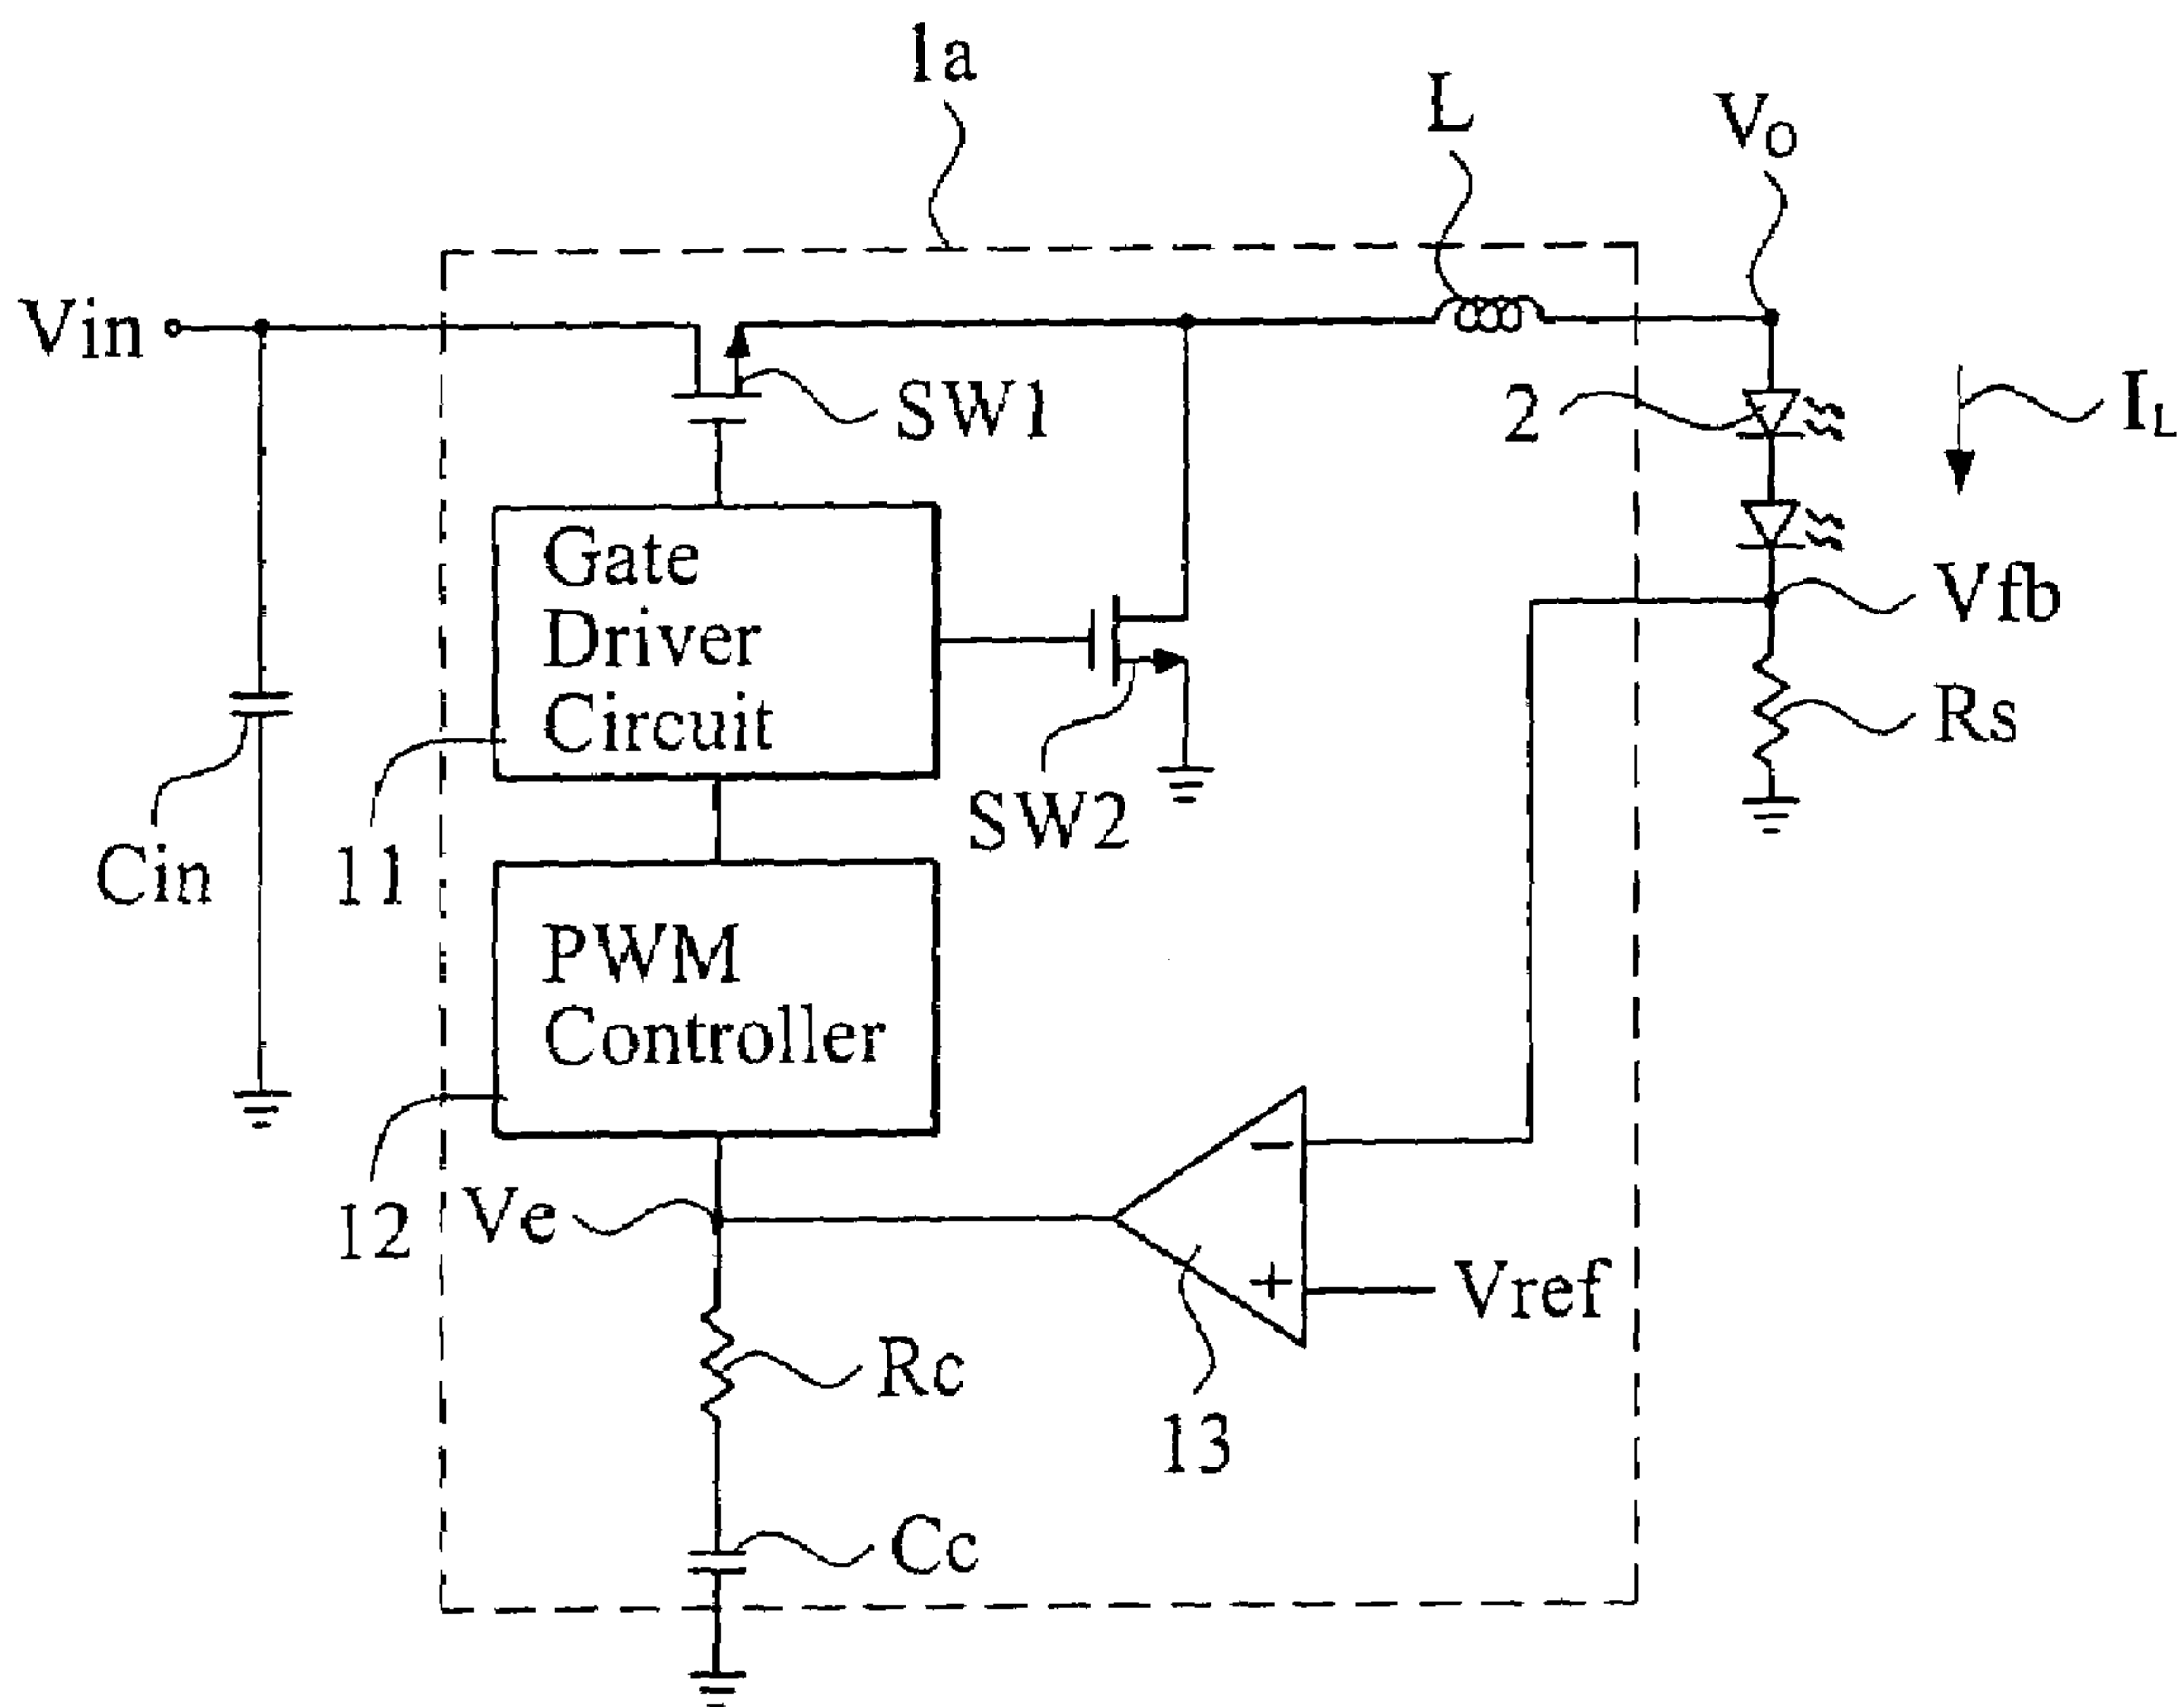 1a
L
Vo
Vin
SW1
2
IL
Gate
Driver
Circuit
Vfb
Rs
SW2
Cin
11
PWM
Controller
12
Ve
−
+
Vref
Rc
13
Cc